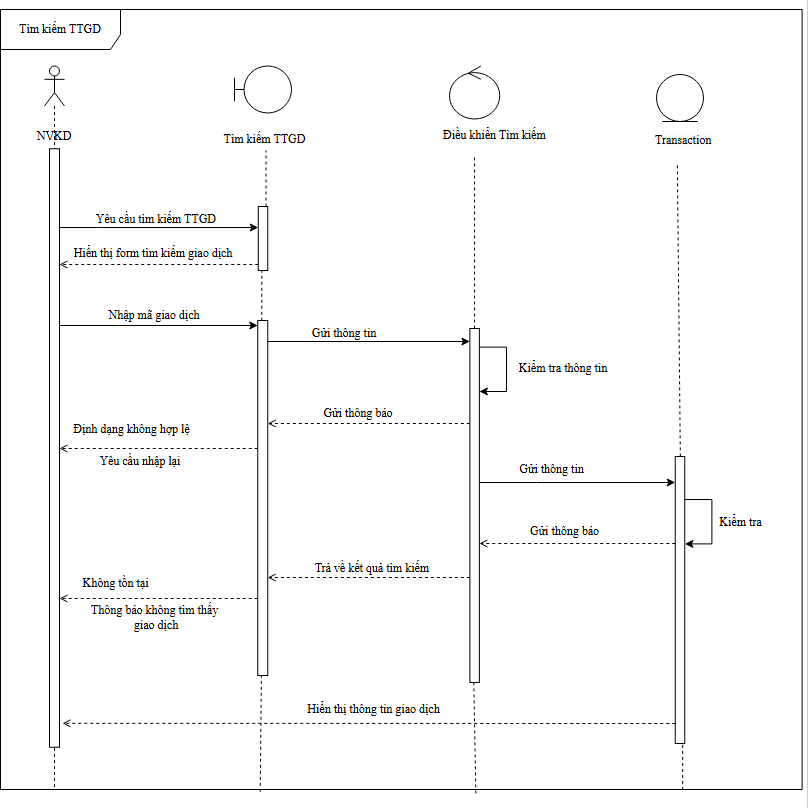 Tìm kiếm TTGD
NVKD
Tìm kiếm TTGD
Điều khiển Tìm kiếm
Transaction
Yêu cầu tìm kiếm TTGD
Hiển thị form tìm kiếm giao dịch
Nhập mã giao dịch
Gửi thông tin
Kiểm tra thông tin
Gửi thông báo
Định dạng không hợp lệ
Yêu cầu nhập lại
Gửi thông tin
Kiểm tra
Gửi thông báo
Trả về kết quả tìm kiếm
Không tồn tại
Thông báo không tìm thấy
giao dịch
Hiển thị thông tin giao dịch